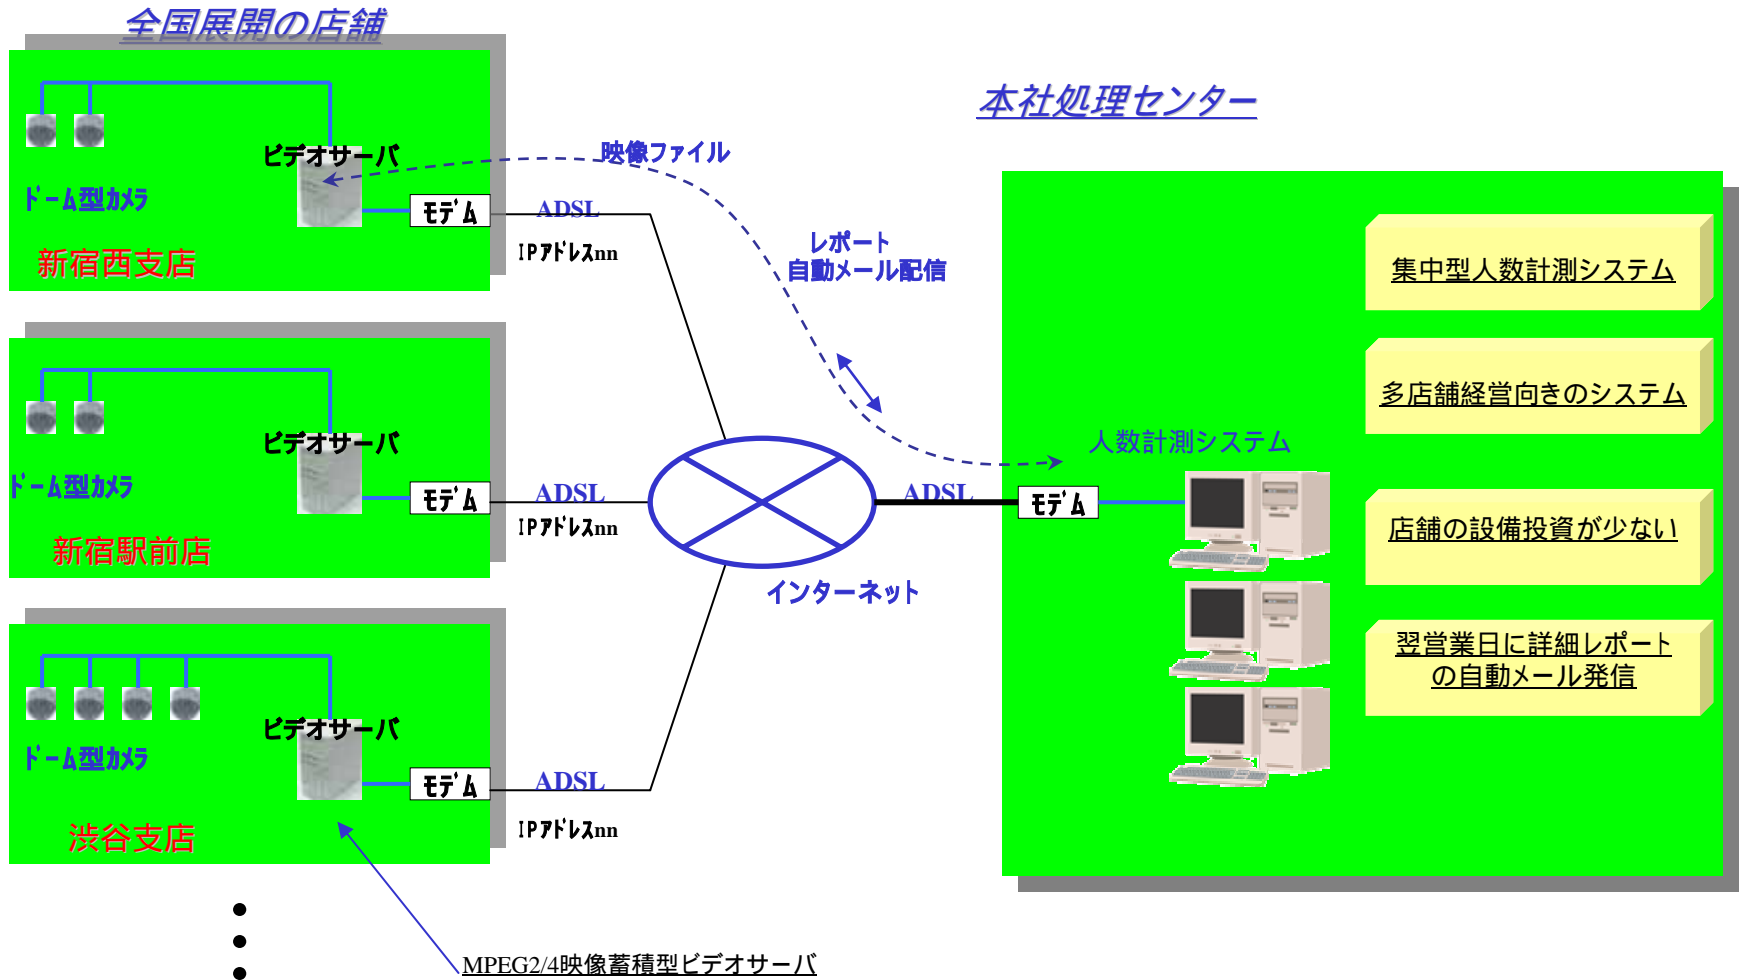 全国展開の店舗
本社処理センター
ビデオサーバ
ﾄﾞｰﾑ型ｶﾒﾗ
ﾓﾃﾞﾑ
新宿西支店
映像ファイル
ADSL
IPｱﾄﾞﾚｽnn
レポート
自動メール配信
集中型人数計測システム
ビデオサーバ
ﾄﾞｰﾑ型ｶﾒﾗ
ﾓﾃﾞﾑ
新宿駅前店
ADSL
IPｱﾄﾞﾚｽnn
インターネット
ADSL
ﾓﾃﾞﾑ
人数計測システム
多店舗経営向きのシステム
店舗の設備投資が少ない
翌営業日に詳細レポート
の自動メール発信
ビデオサーバ
ﾄﾞｰﾑ型ｶﾒﾗ
ﾓﾃﾞﾑ
渋谷支店
ADSL
IPｱﾄﾞﾚｽnn
MPEG2/4映像蓄積型ビデオサーバ